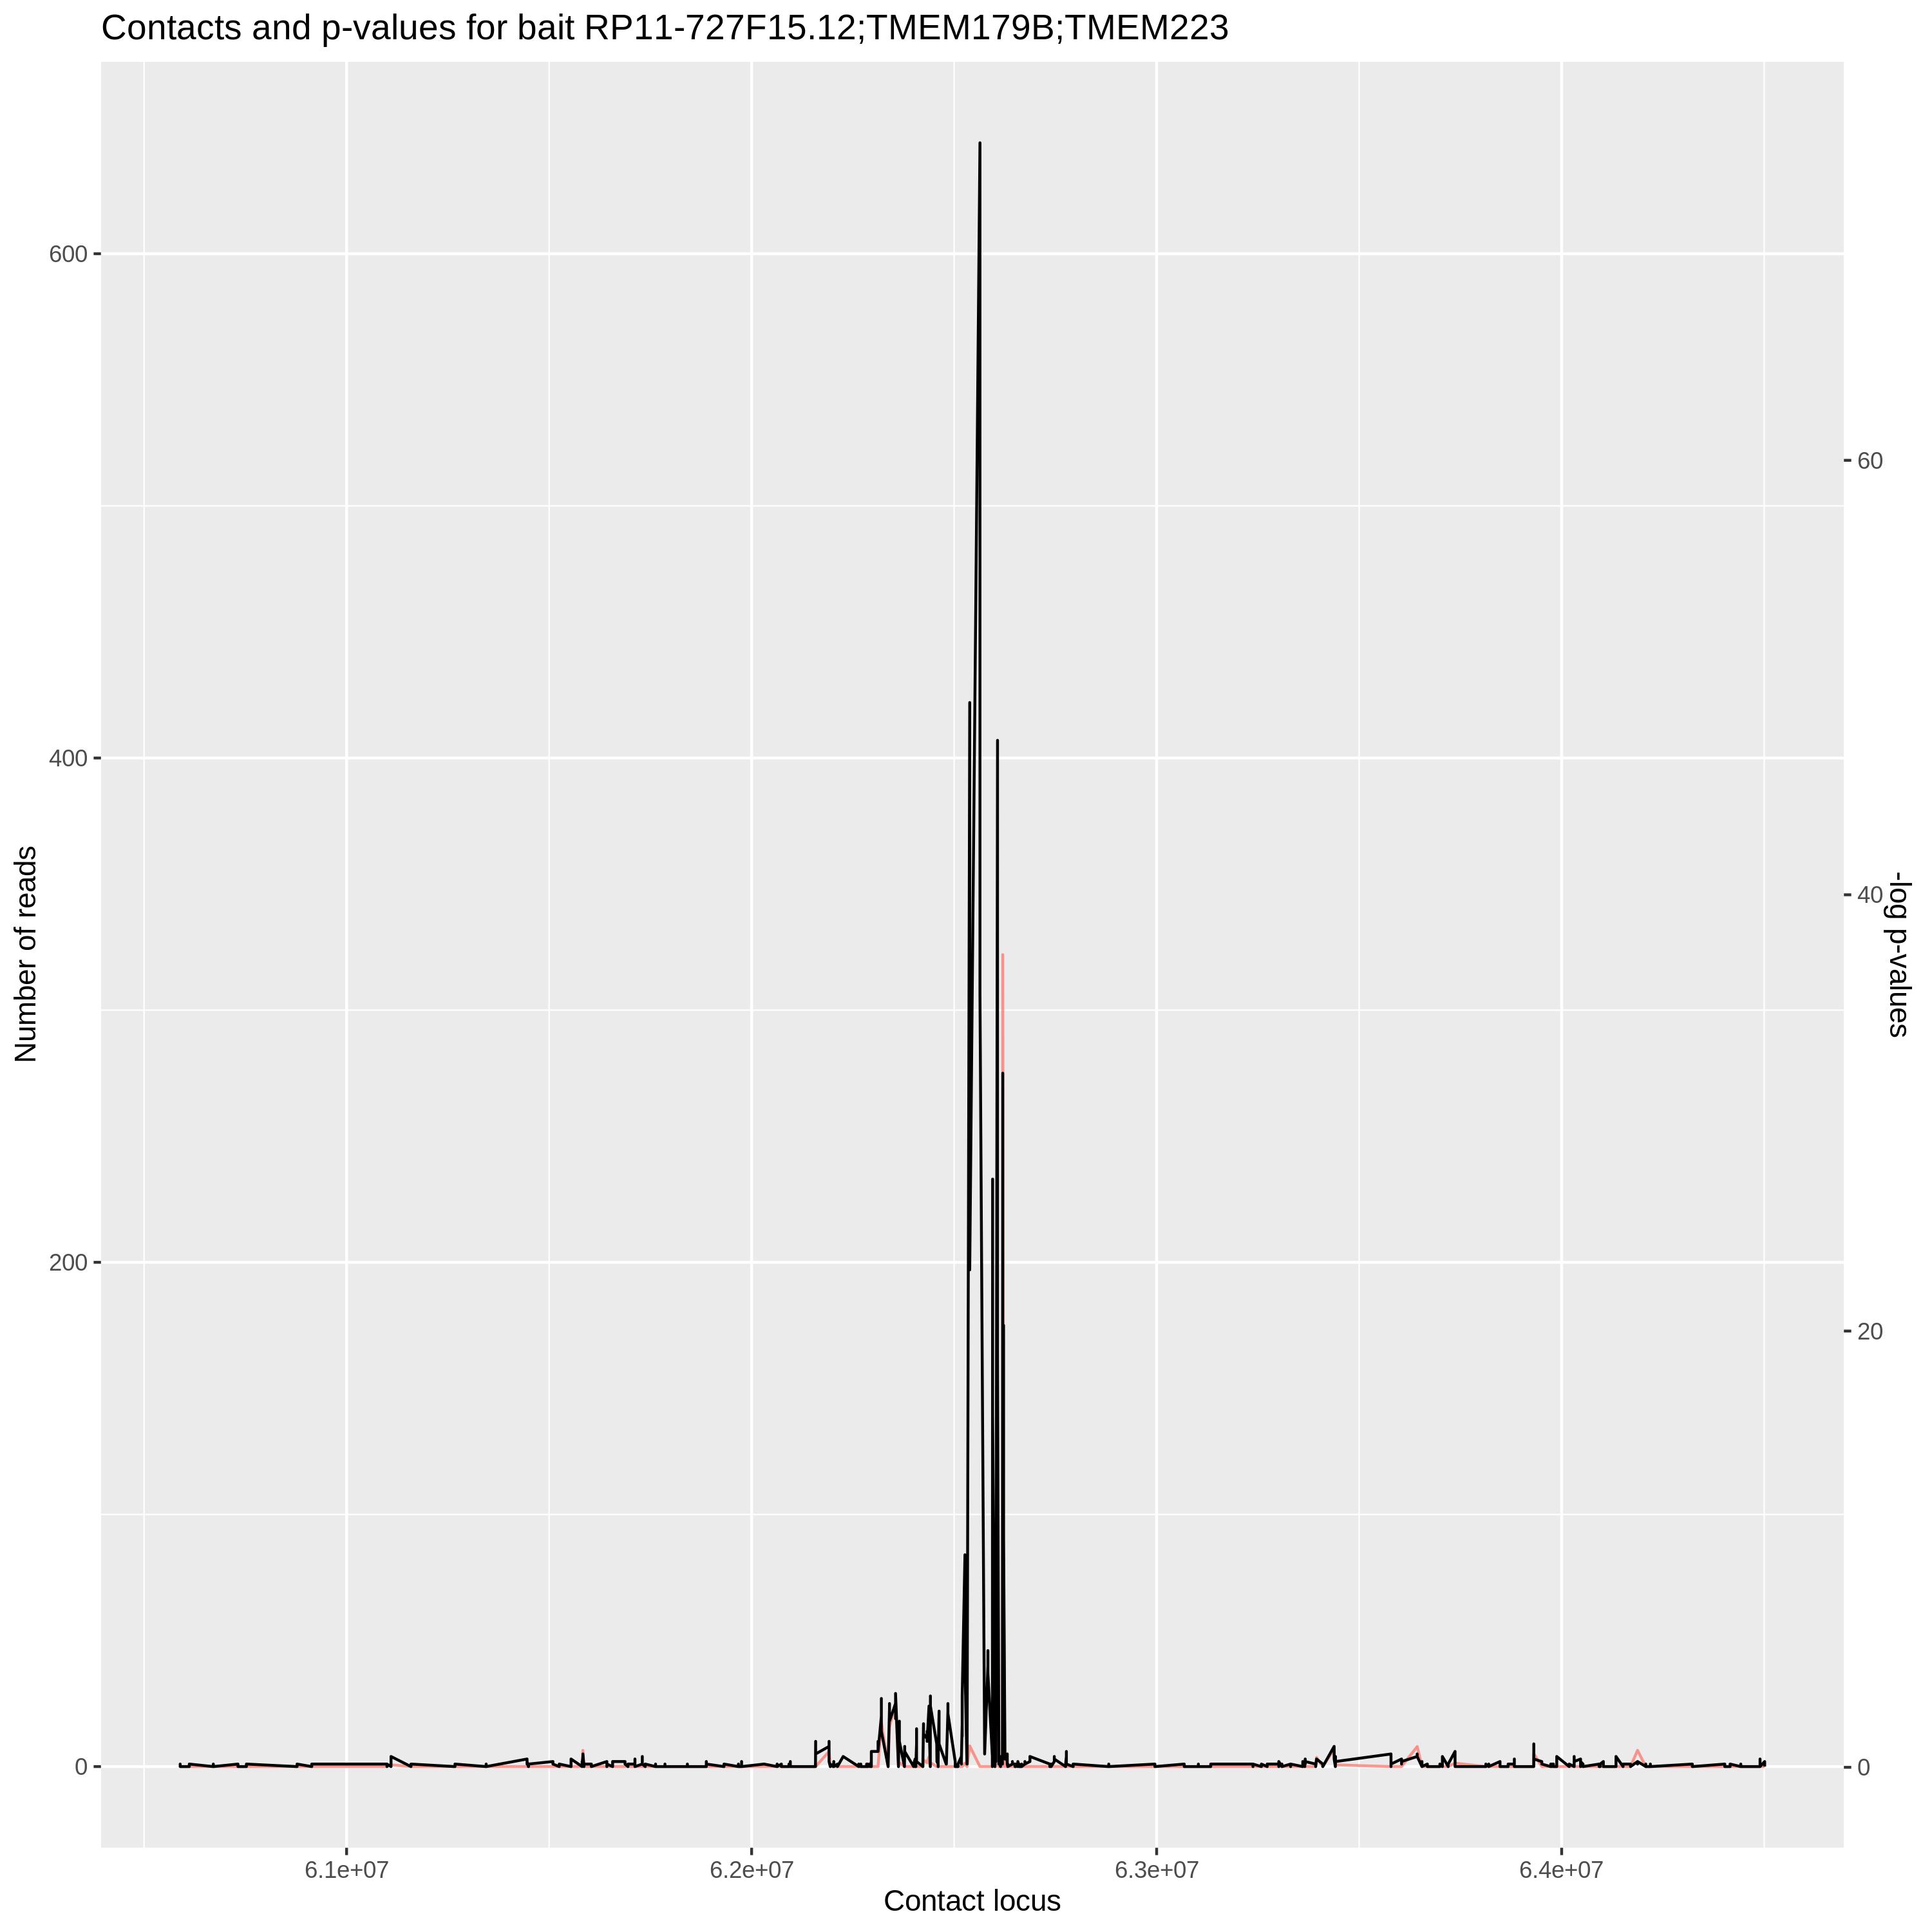 Contacts and p-values for bait RP11-727F15.12;TMEM179B;TMEM223
600
400
200
0
Number of reads
60
40
20
0
-log p-values
6.1e+07
6.2e+07
6.3e+07
6.4e+07
Contact locus